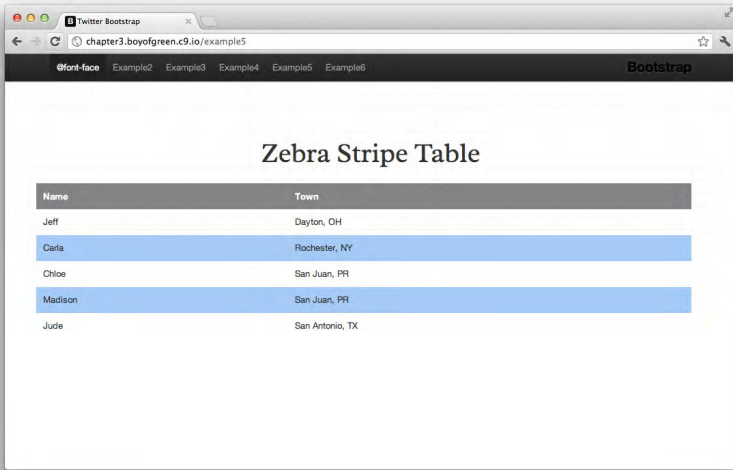 B Twitter Bootstrap
chapter3.boyofgreen.c9.io/example5
@font-face Example2 Example3 Example4 Example5 Example6 Bootstrap
Zebra Stripe Table
Name Town
Jeff Dayton, OH
Carla Rochester, NY
Chloe San Juan, PR
Madison San Juan, PR
Jude San Antonio, TX